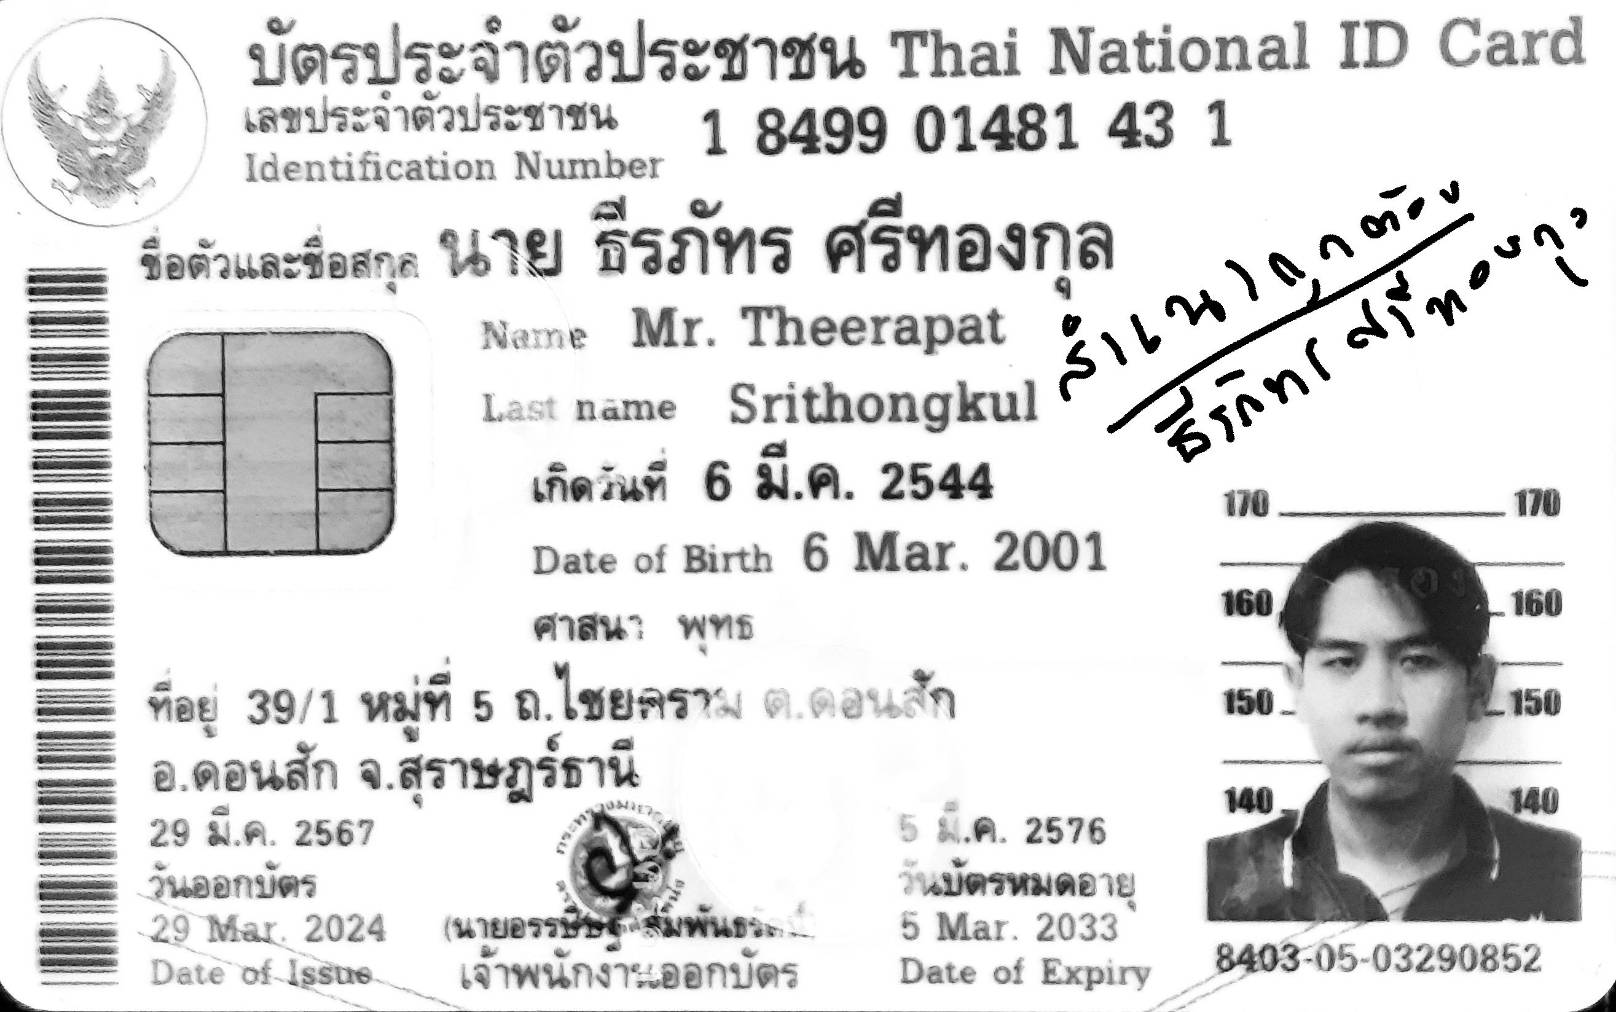 บัตรประจำตัวประชาชน Thai National ID Card
เลขประจำตัวประชาชน
Identification Number
1 8499 01481 43 1
ชื่อตัวและชื่อสกุล นาย ธีรภัทร ศรีทองกุล
Name Mr. Theerapat
Last name Srithongkul
สำเนาถูกต้อง
ธีรภัทร ศรีทองกุล
เกิดวันที่ 6 มี.ค. 2544
Date of Birth 6 Mar. 2001
ศาสนา พุทธ
ที่อยู่ 39/1 หมู่ที่ 5 ถ.ไชยคราม ต.ดอนสัก
อ.ดอนสัก จ.สุราษฎร์ธานี
29 มี.ค. 2567
วันออกบัตร
29 Mar. 2024
Date of Issue
เจ้าพนักงานออกบัตร
5 มี.ค. 2576
วันบัตรหมดอายุ
5 Mar. 2033
Date of Expiry
170 170
160 160
150 150
140 140
8403-05-03290852